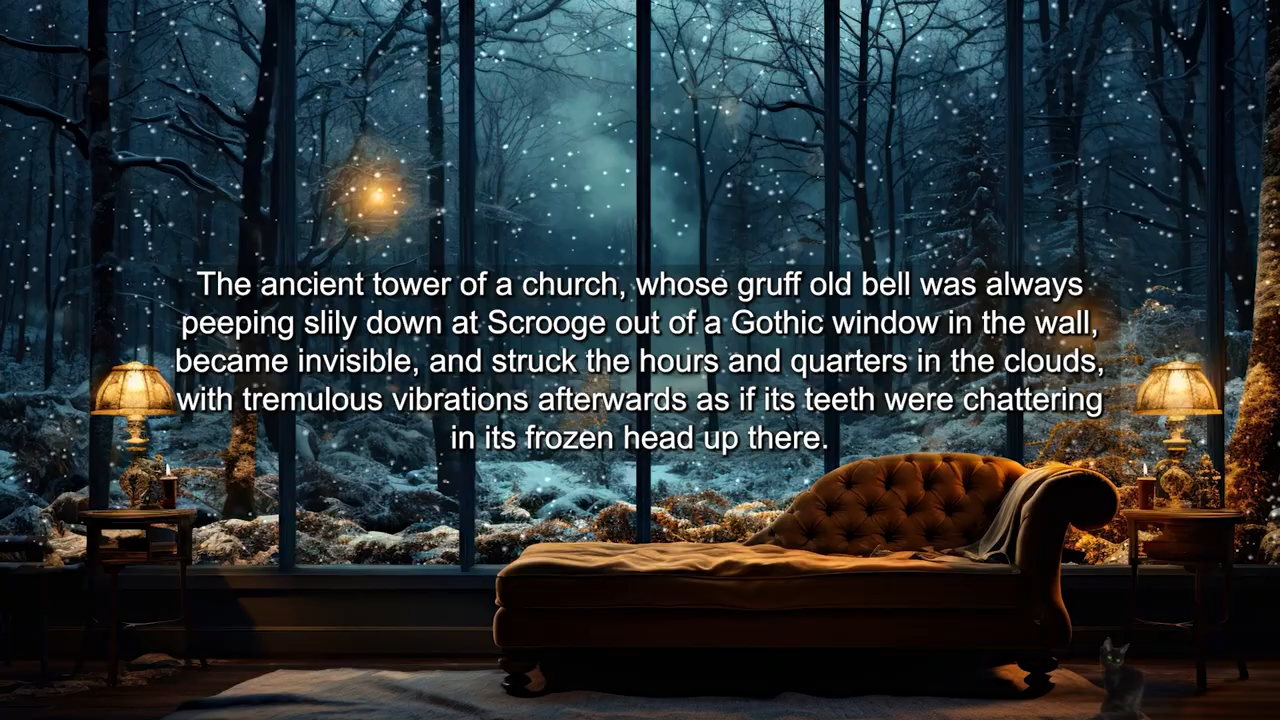 The ancient tower of a church, whose gruff old bell was always
peeping slily down at Scrooge out of a Gothic window in the wall,
became invisible, and struck the hours and quarters in the clouds,
with tremulous vibrations afterwards as if its teeth were chattering
in its frozen head up there.